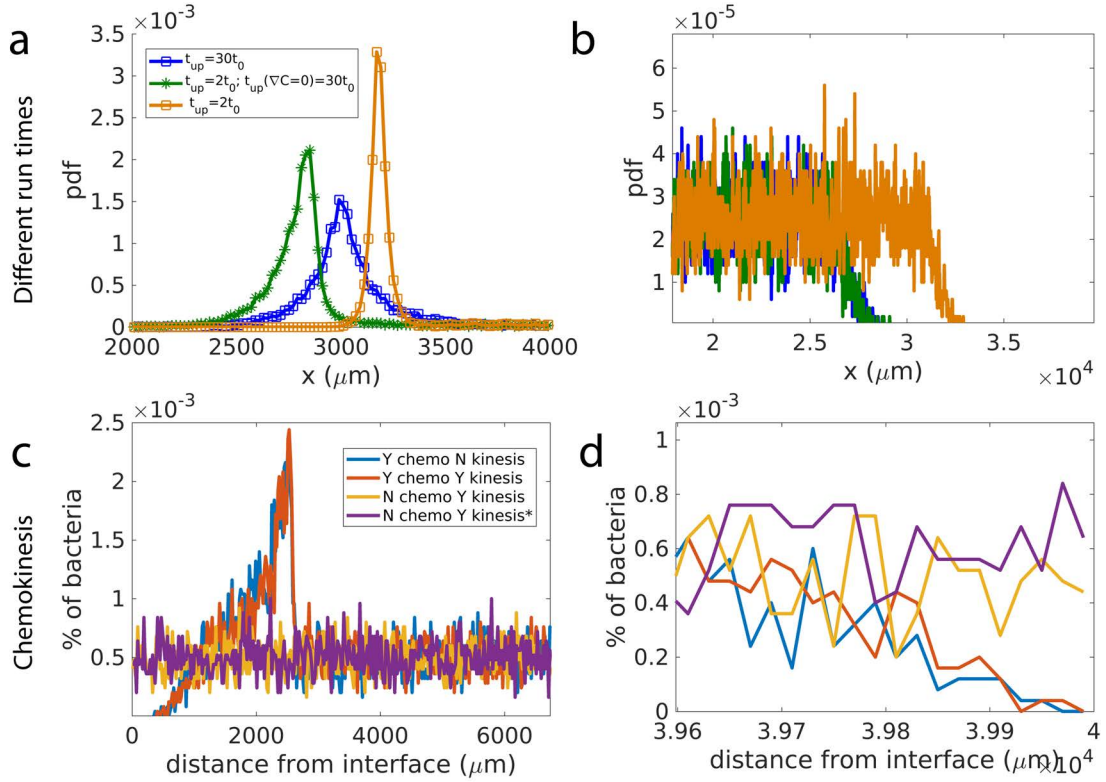 a
×10⁻³
3.5
3
2.5
2
1.5
1
0.5
0
t_up=30t_0
t_up=2t_0; t_up(∇C=0)=30t_0
t_up=2t_0
pdf
Different run times
2000 2500 3000 3500 4000
x (μm)
b
×10⁻⁵
6
5
4
3
2
1
pdf
2 2.5 3 3.5
x (μm)
×10⁴
c
×10⁻³
2.5
2
1.5
1
0.5
Y chemo N kinesis
Y chemo Y kinesis
N chemo Y kinesis
N chemo Y kinesis*
% of bacteria
Chemokinesis
0 2000 4000 6000
distance from interface (μm)
d
×10⁻³
1
0.8
0.6
0.4
0.2
0
% of bacteria
3.96 3.97 3.98 3.99 4
distance from interface (μm)
×10⁴